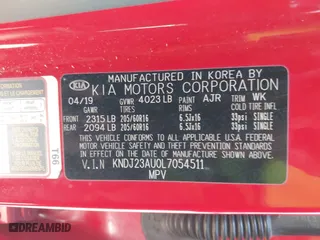 MANUFACTURED IN KOREA BY
KIA KIA MOTORS CORPORATION
04/19 GVWR 4023 LB PAINT AJR TRIM WK
GAWR TIRES RIMS COLD TIRE INFL
FRONT 2315 LB 205/60R16 6.5Jx16 33psi SINGLE
REAR 2094 LB 205/60R16 6.5Jx16 33psi SINGLE
THIS VEHICLE CONFORMS TO ALL APPLICABLE
U.S. FEDERAL MOTOR VEHICLE SAFETY AND
THEFT PREVENTION STANDARDS IN EFFECT ON
THE DATE OF MANUFACTURE SHOWN ABOVE.
V.I.N KNDJ23AU0L7054511
MPV
T66